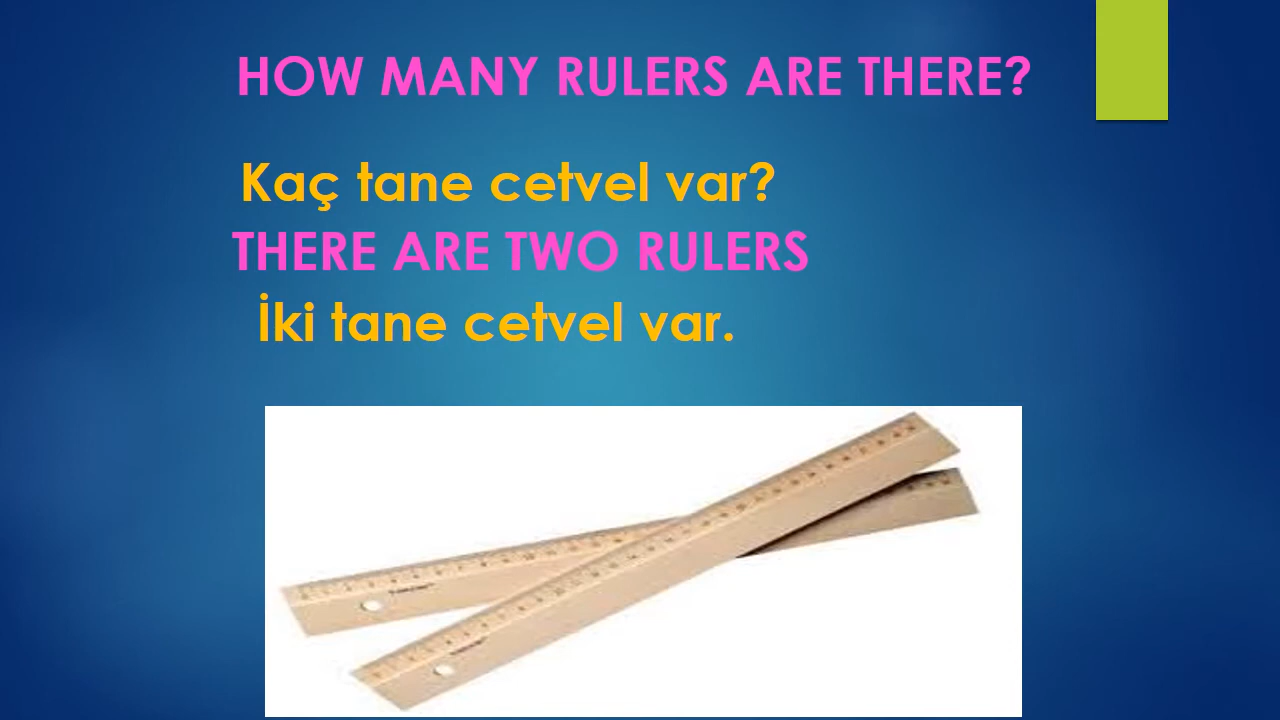 HOW MANY RULERS ARE THERE?
Kaç tane cetvel var?
THERE ARE TWO RULERS
İki tane cetvel var.